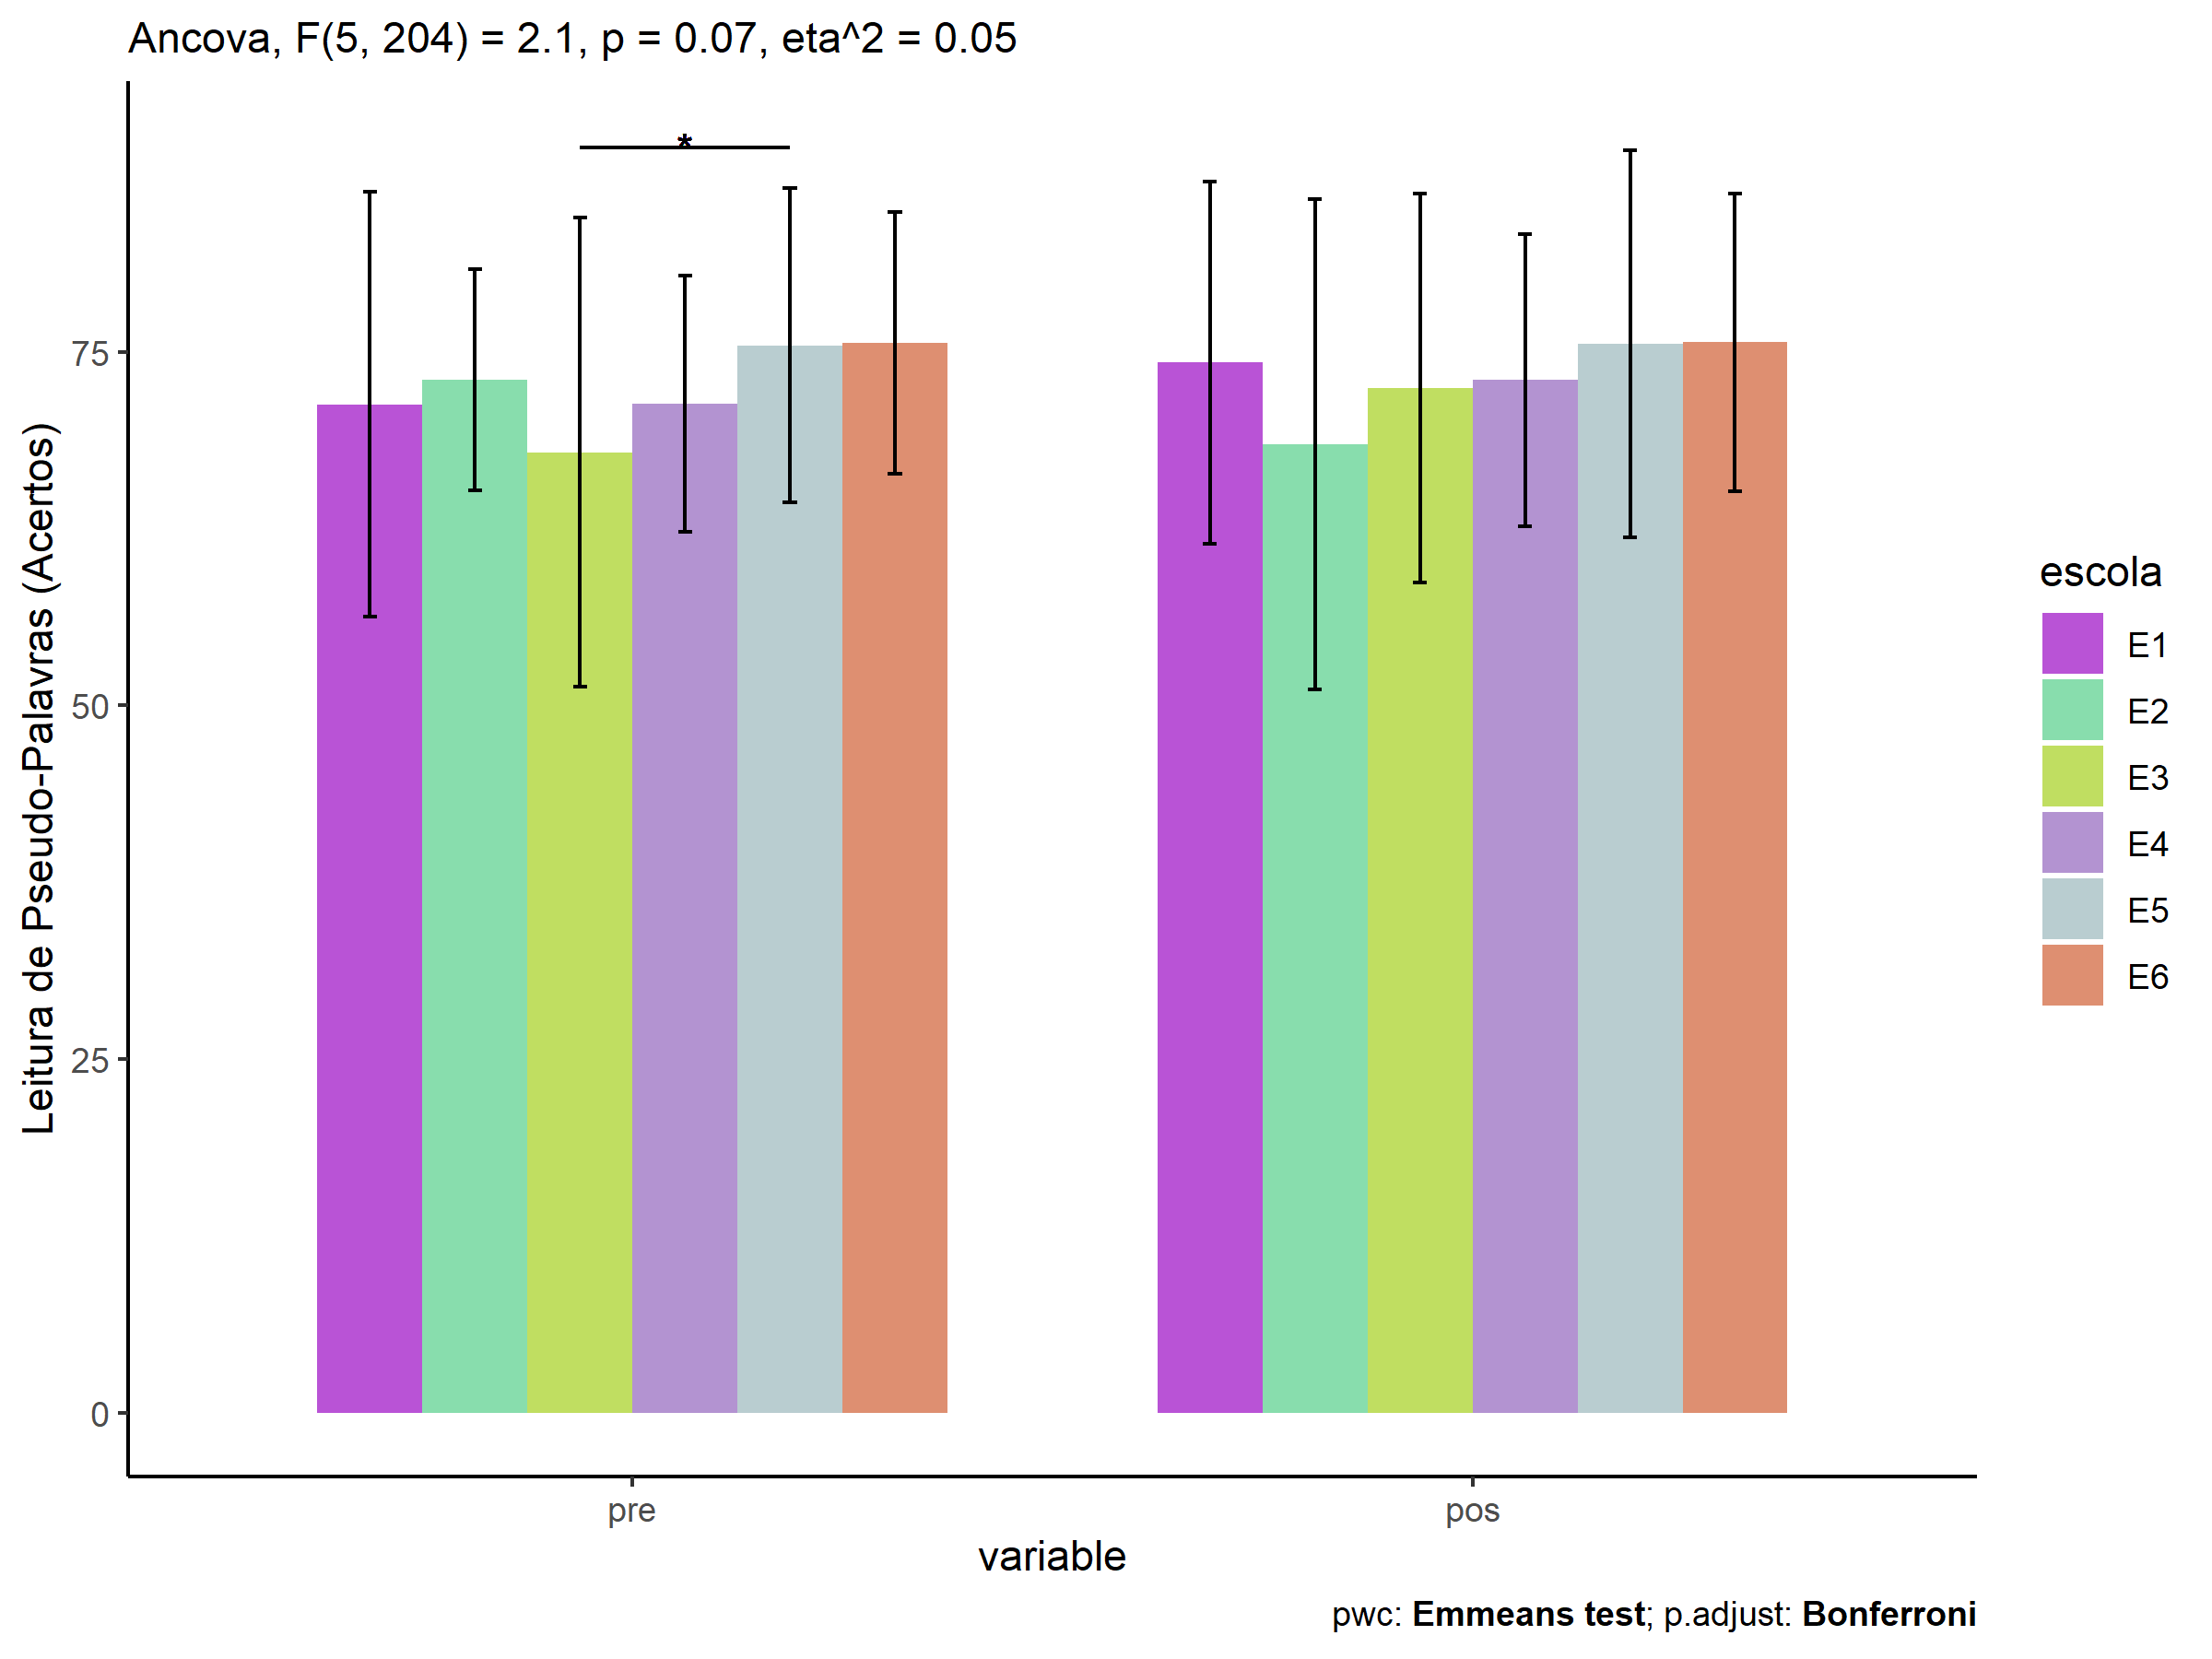 Ancova, F(5, 204) = 2.1, p = 0.07, eta^2 = 0.05
*
Leitura de Pseudo-Palavras (Acertos)
75
50
25
0
pre
pos
variable
escola
E1
E2
E3
E4
E5
E6
pwc: Emmeans test; p.adjust: Bonferroni